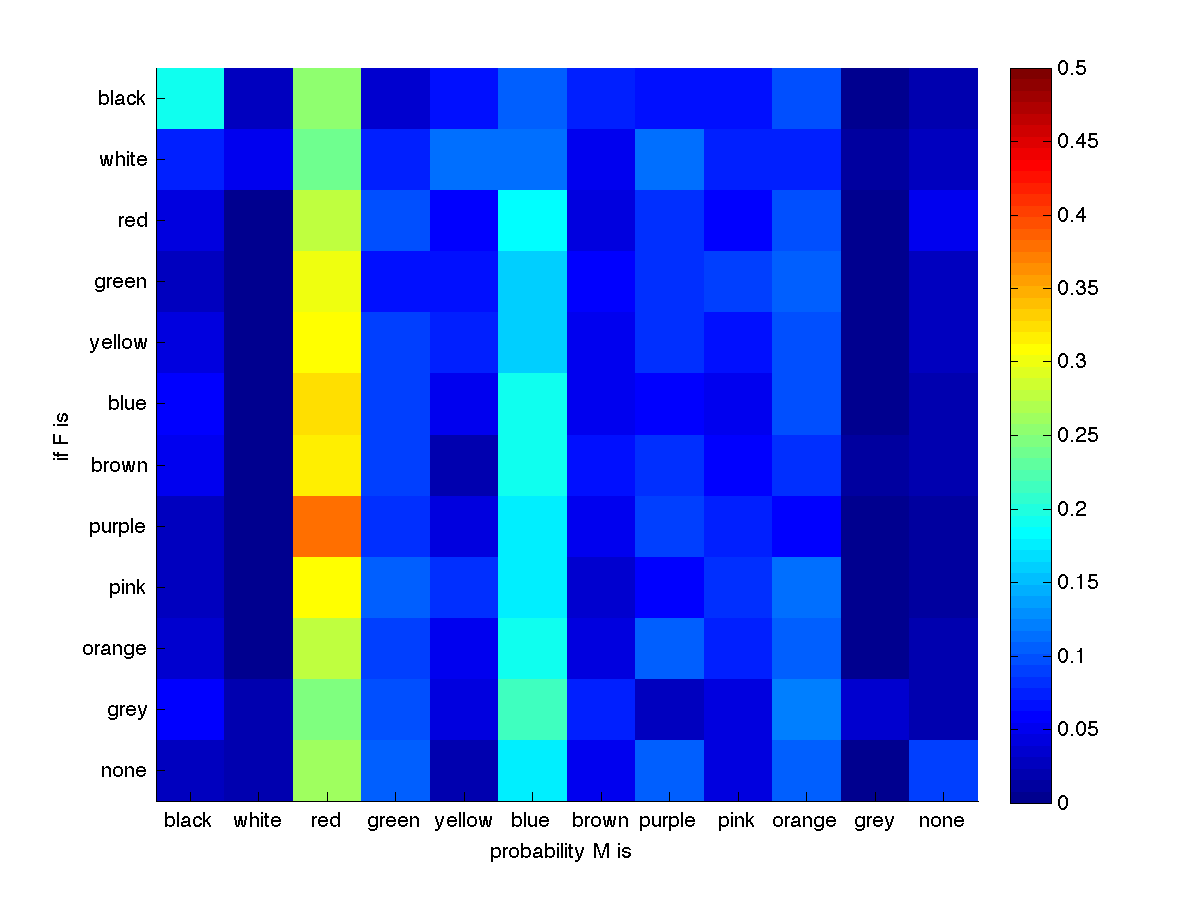 black
white
red
green
yellow
blue
brown
purple
pink
orange
grey
none
if F is
black white red green yellow blue brown purple pink orange grey none
probability M is
0.5
0.45
0.4
0.35
0.3
0.25
0.2
0.15
0.1
0.05
0